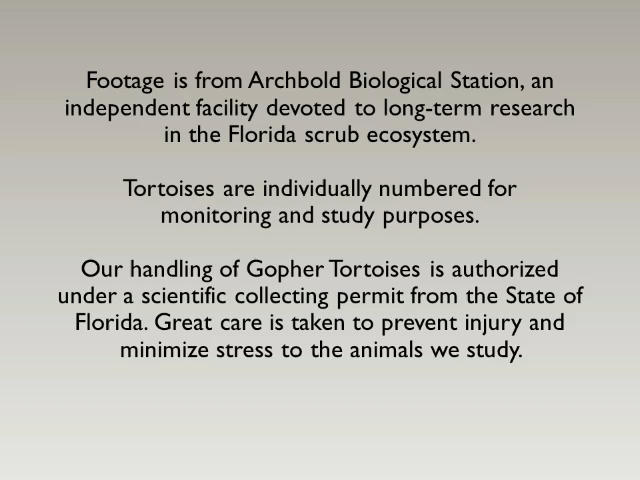 Footage is from Archbold Biological Station, an
independent facility devoted to long-term research
in the Florida scrub ecosystem.
Tortoises are individually numbered for
monitoring and study purposes.
Our handling of Gopher Tortoises is authorized
under a scientific collecting permit from the State of
Florida. Great care is taken to prevent injury and
minimize stress to the animals we study.